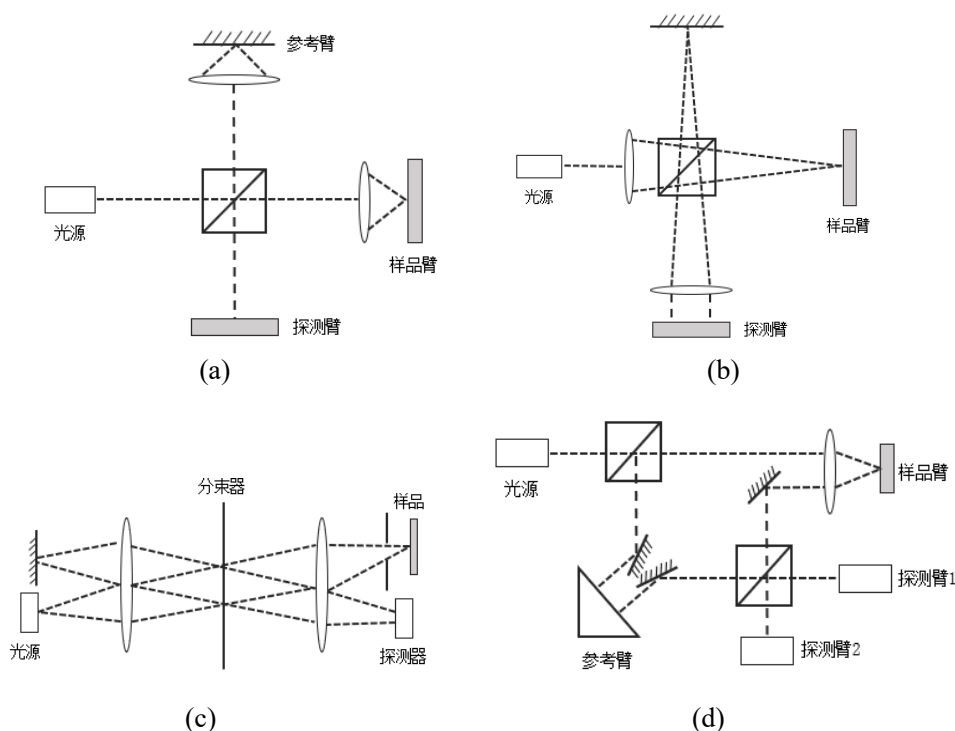 参考臂
光源
样品臂
探测臂
(a)
光源
样品臂
探测臂
(b)
分束器
样品
光源
探测器
(c)
光源
样品臂
探测臂1
参考臂
探测臂2
(d)